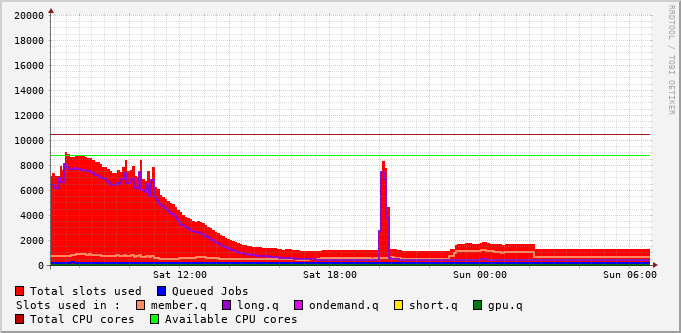 RRDTOOL / TOBI OETIKER
20000
18000
16000
14000
12000
10000
8000
6000
4000
2000
0
Sat 12:00 Sat 18:00 Sun 00:00 Sun 06:00
Total slots used Queued Jobs
Slots used in : member.q long.q ondemand.q short.q gpu.q
Total CPU cores Available CPU cores